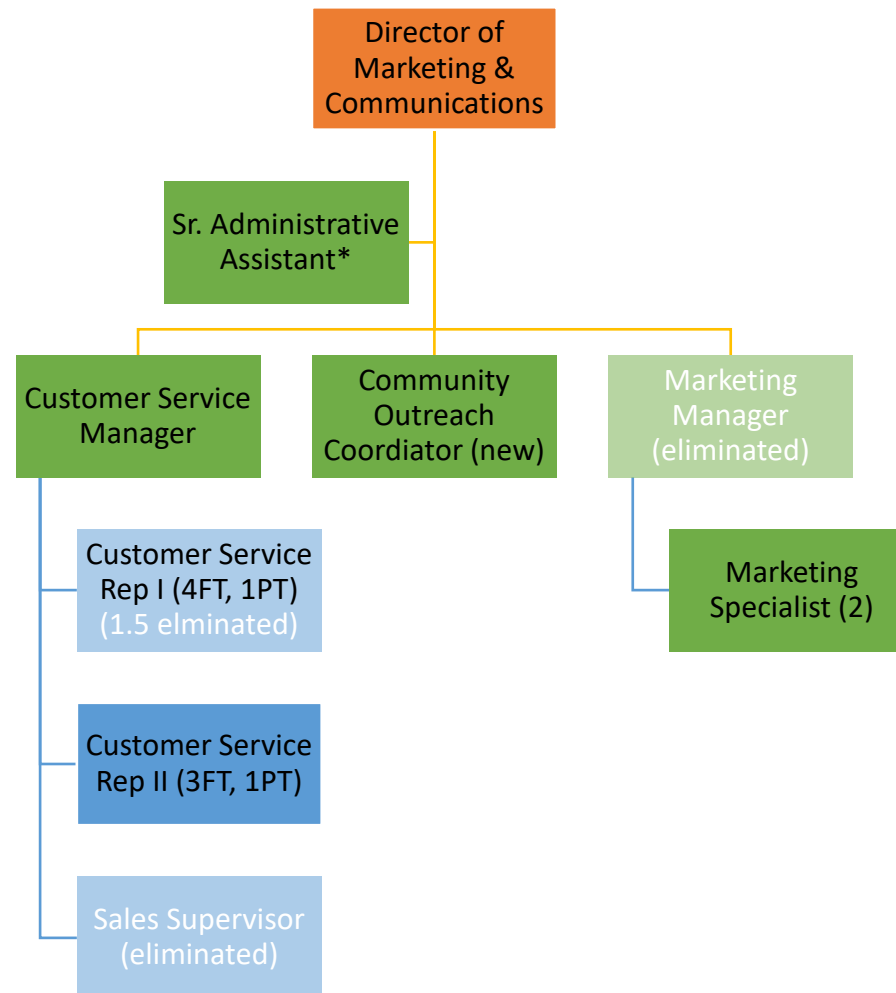 Director of
Marketing &
Communications
Sr. Administrative
Assistant*
Customer Service
Manager
Community
Outreach
Coordiator (new)
Marketing
Manager
(eliminated)
Customer Service
Rep I (4FT, 1PT)
(1.5 elminated)
Marketing
Specialist (2)
Customer Service
Rep II (3FT, 1PT)
Sales Supervisor
(eliminated)